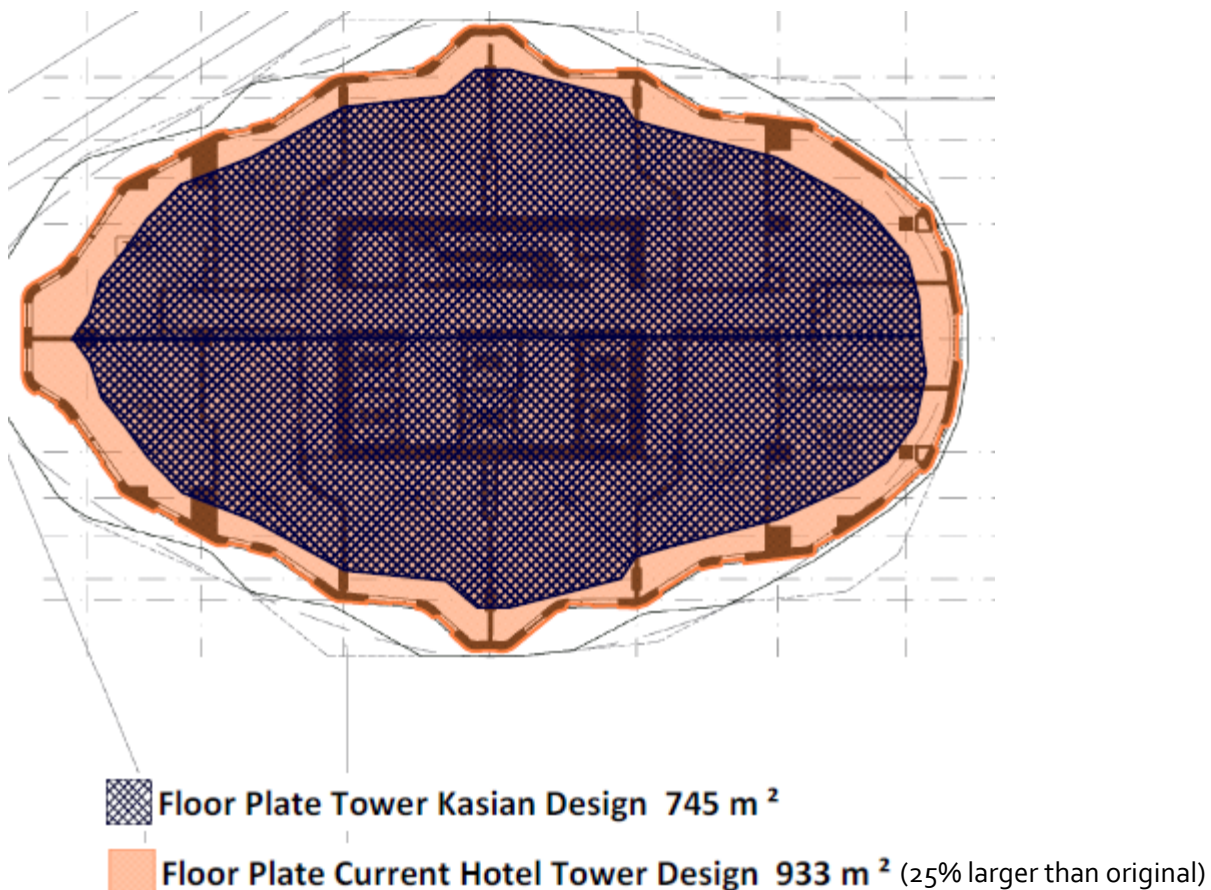 Floor Plate Tower Kasian Design 745 m ²
Floor Plate Current Hotel Tower Design 933 m ² (25% larger than original)